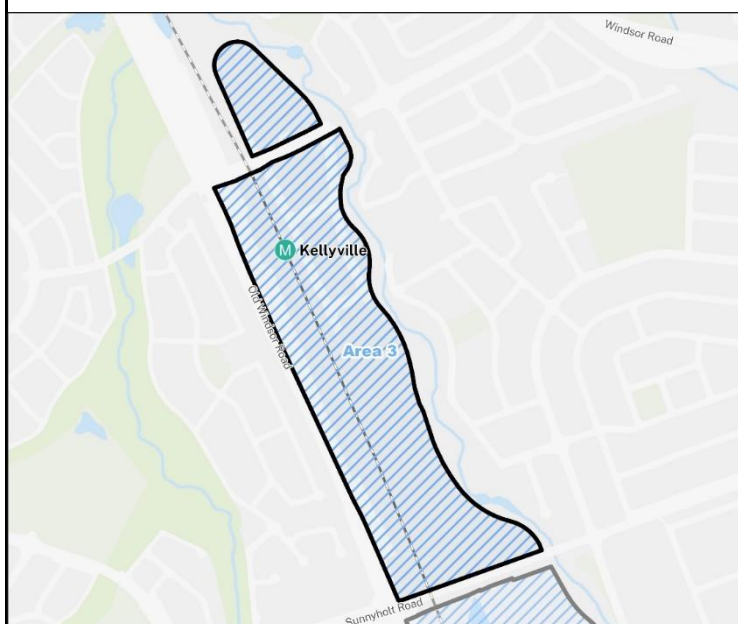 Windsor Road
M Kellyville
Old Windsor Road
Area 3
Sunnyholt Road